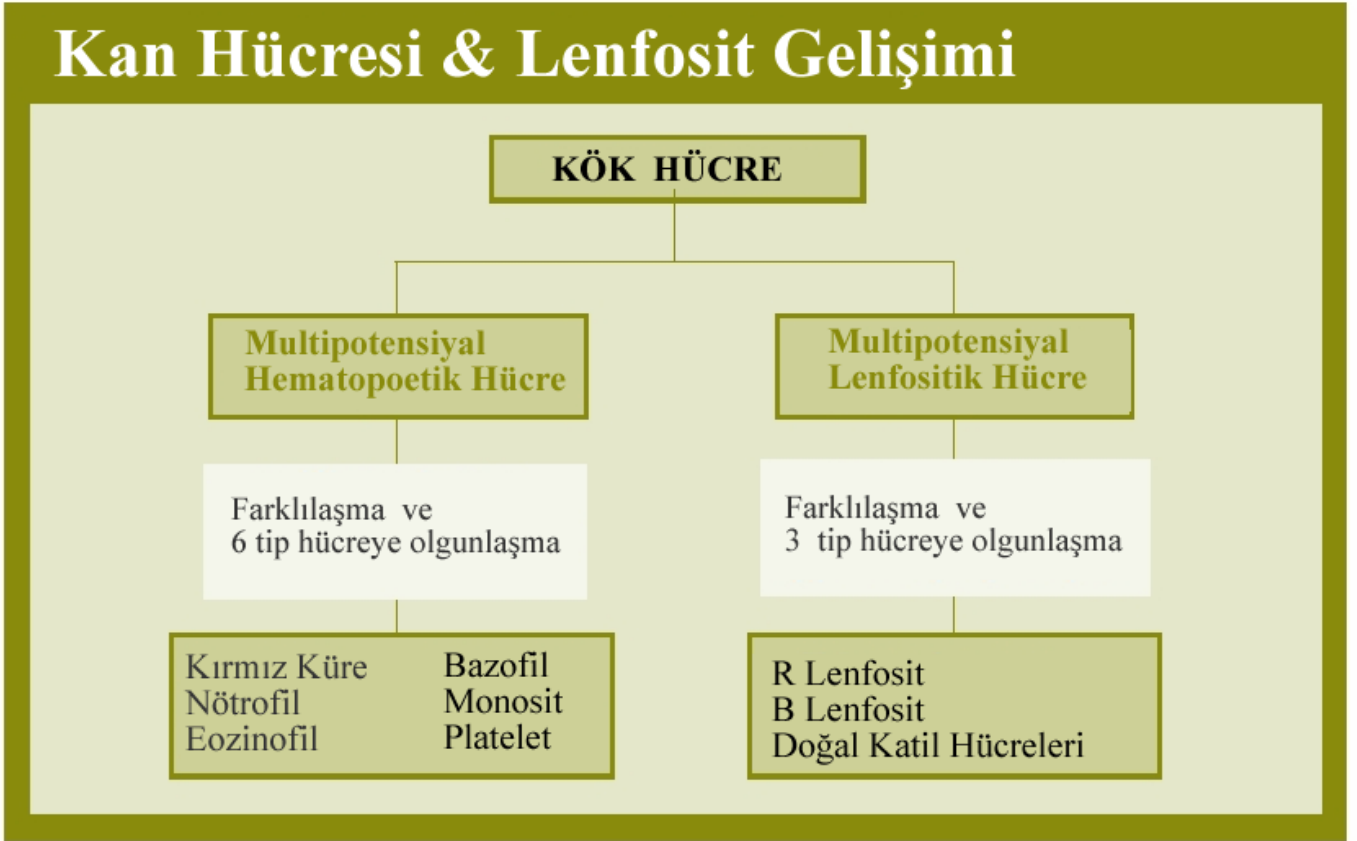 Kan Hücresi & Lenfosit Gelişimi
KÖK HÜCRE
Multipotensiyal
Hematopoetik Hücre
Farklılaşma ve
6 tip hücreye olgunlaşma
Kırmız Küre
Nötrofil
Eozinofil
Bazofil
Monosit
Platelet
Multipotensiyal
Lenfositik Hücre
Farklılaşma ve
3 tip hücreye olgunlaşma
R Lenfosit
B Lenfosit
Doğal Katil Hücreleri